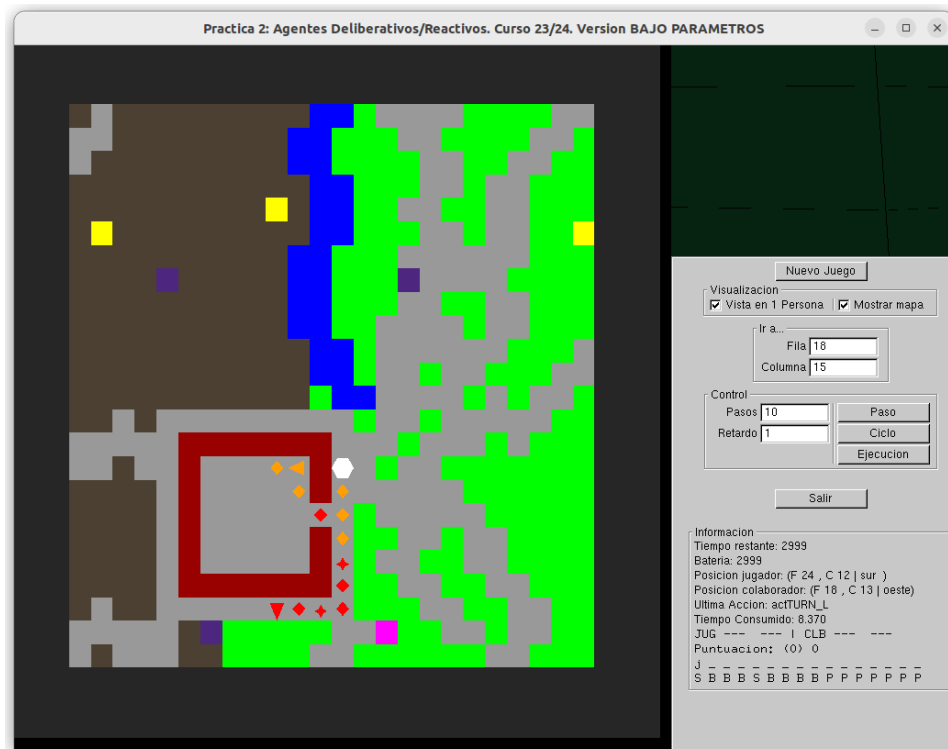 Practica 2: Agentes Deliberativos/Reactivos. Curso 23/24. Version BAJO PARAMETROS
Nuevo Juego
Visualizacion
Vista en 1 Persona
Mostrar mapa
Ir a...
Fila 18
Columna 15
Control
Pasos 10 Paso
Retardo 1 Ciclo
Ejecucion
Salir
Informacion
Tiempo restante: 2999
Bateria: 2999
Posicion jugador: (F 24 , C 12 | sur )
Posicion colaborador: (F 18 , C 13 | oeste)
Ultima Accion: actTURN_L
Tiempo Consumido: 8.370
JUG --- --- I CLB --- ---
Puntuacion: (0) 0
j _ _ _ _ _ _ _ _ _ _ _ _ _ _ _
S B B B S B B B B P P P P P P P